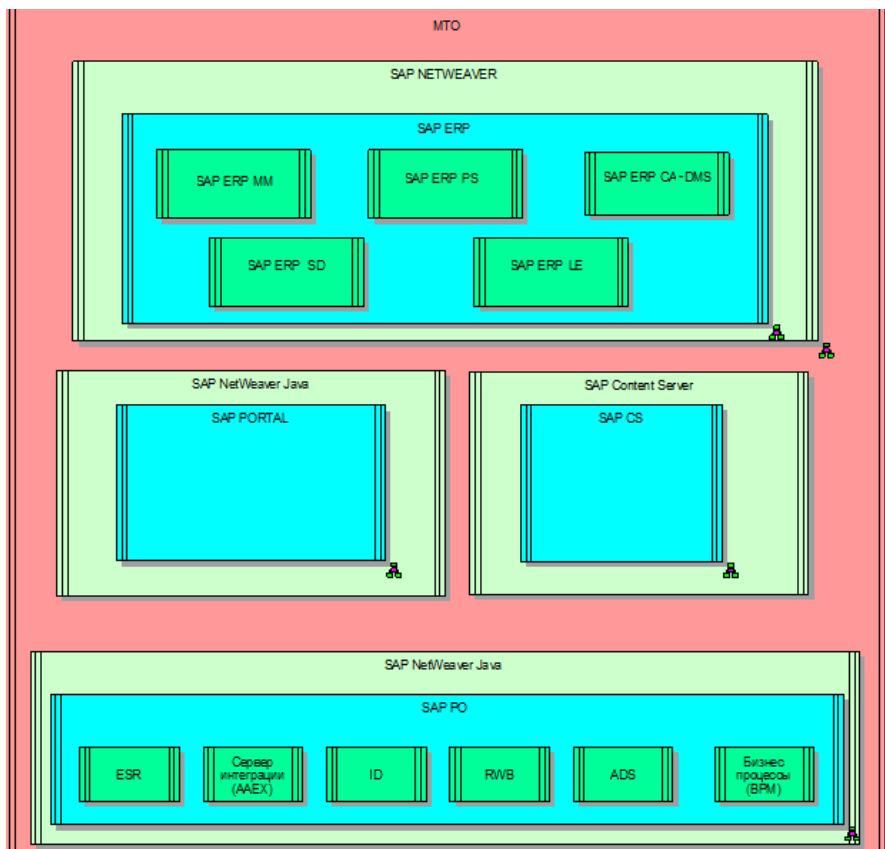 МТО
SAP NETWEAVER
SAP ERP
SAP ERP MM
SAP ERP PS
SAP ERP CA-DMS
SAP ERP SD
SAP ERP LE
SAP NetWeaver Java
SAP PORTAL
SAP Content Server
SAP CS
SAP NetWeaver Java
SAP PO
ESR
Сервер
интеграции
(AAEX)
ID
RWB
ADS
Бизнес
процессы
(BPM)